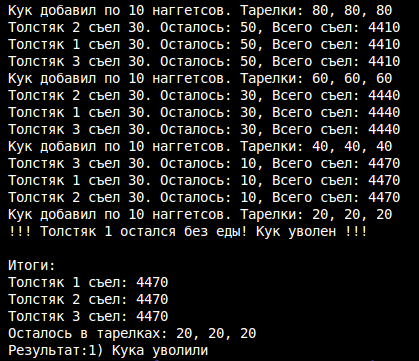 Кук добавил по 10 наггетсов. Тарелки: 80, 80, 80
Толстяк 2 съел 30. Осталось: 50, Всего съел: 4410
Толстяк 1 съел 30. Осталось: 50, Всего съел: 4410
Толстяк 3 съел 30. Осталось: 50, Всего съел: 4410
Кук добавил по 10 наггетсов. Тарелки: 60, 60, 60
Толстяк 2 съел 30. Осталось: 30, Всего съел: 4440
Толстяк 1 съел 30. Осталось: 30, Всего съел: 4440
Толстяк 3 съел 30. Осталось: 30, Всего съел: 4440
Кук добавил по 10 наггетсов. Тарелки: 40, 40, 40
Толстяк 3 съел 30. Осталось: 10, Всего съел: 4470
Толстяк 1 съел 30. Осталось: 10, Всего съел: 4470
Толстяк 2 съел 30. Осталось: 10, Всего съел: 4470
Кук добавил по 10 наггетсов. Тарелки: 20, 20, 20
!!! Толстяк 1 остался без еды! Кук уволен !!!
Итоги:
Толстяк 1 съел: 4470
Толстяк 2 съел: 4470
Толстяк 3 съел: 4470
Осталось в тарелках: 20, 20, 20
Результат:1) Кука уволили